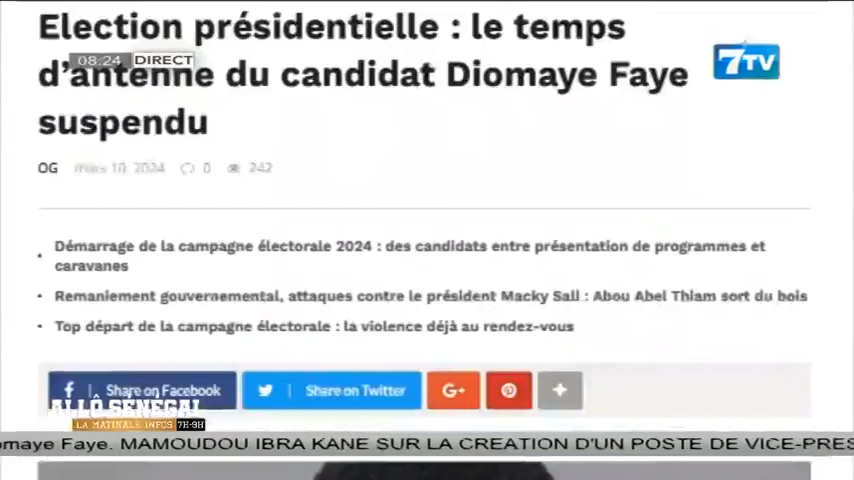 Election présidentielle : le temps
08:24 DIRECT
d'antenne du candidat Diomaye Faye
7TV
suspendu
OG mars 10, 2024 0 242
Démarrage de la campagne électorale 2024 : des candidats entre présentation de programmes et
caravanes
Remaniement gouvernemental, attaques contre le président Macky Sall : Abou Abel Thiam sort du bois
Top départ de la campagne électorale : la violence déjà au rendez-vous
f | Share on Facebook | Share on Twitter G+ +
ALLÔ SÉNÉGAL
LA MATINALE INFOS 7H-9H
omaye Faye. MAMOUDOU IBRA KANE SUR LA CREATION D'UN POSTE DE VICE-PRES